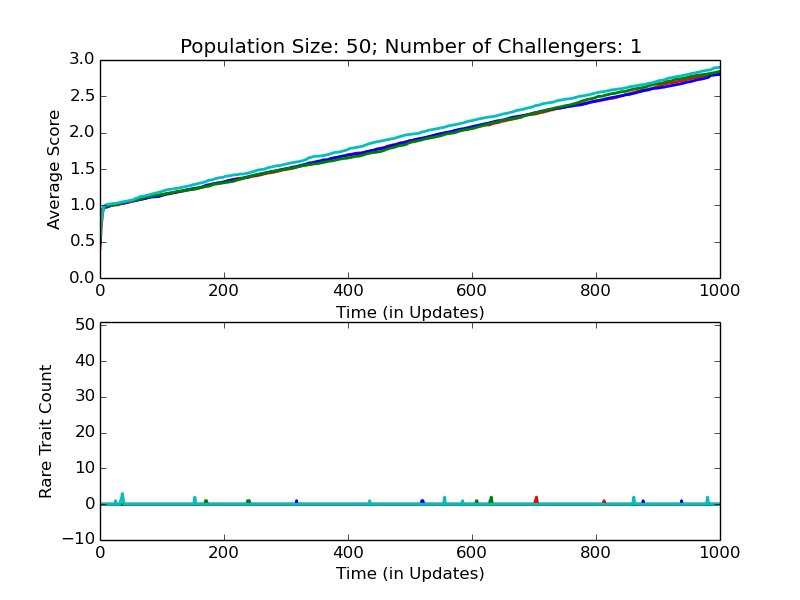 Population Size: 50; Number of Challengers: 1
3.0
2.5
2.0
1.5
1.0
0.5
0.0
Average Score
0 200 400 600 800 1000
Time (in Updates)
50
40
30
20
10
0
−10
Rare Trait Count
0 200 400 600 800 1000
Time (in Updates)